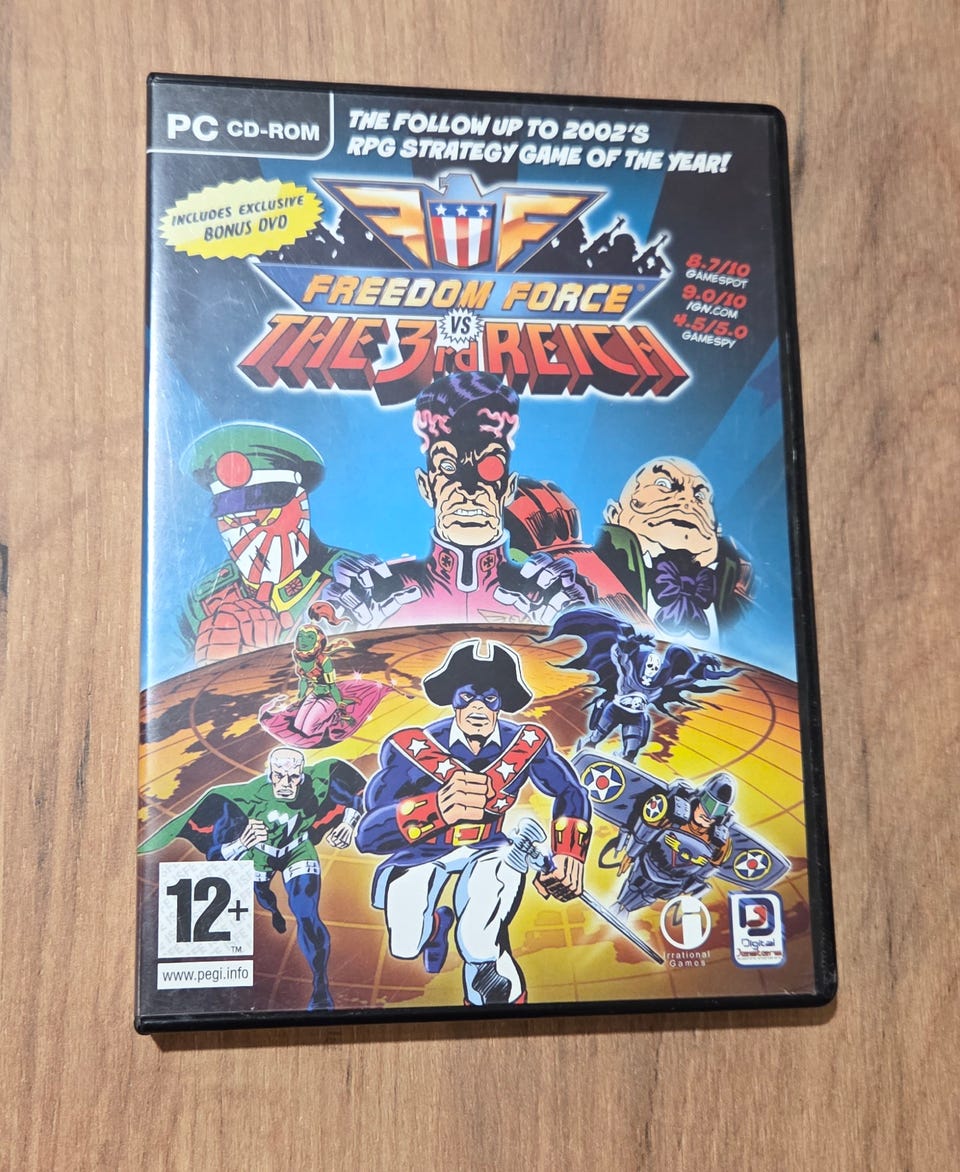 PC CD-ROM
THE FOLLOW UP TO 2002'S
RPG STRATEGY GAME OF THE YEAR!
INCLUDES EXCLUSIVE
BONUS DVD
FF
FREEDOM FORCE®
VS
THE 3rd REICH
8.7/10
GAMESPOT
9.0/10
IGN.COM
4.5/5.0
GAMESPY
12+
TM
www.pegi.info
i
Irrational
Games
D
Digital
Jesters